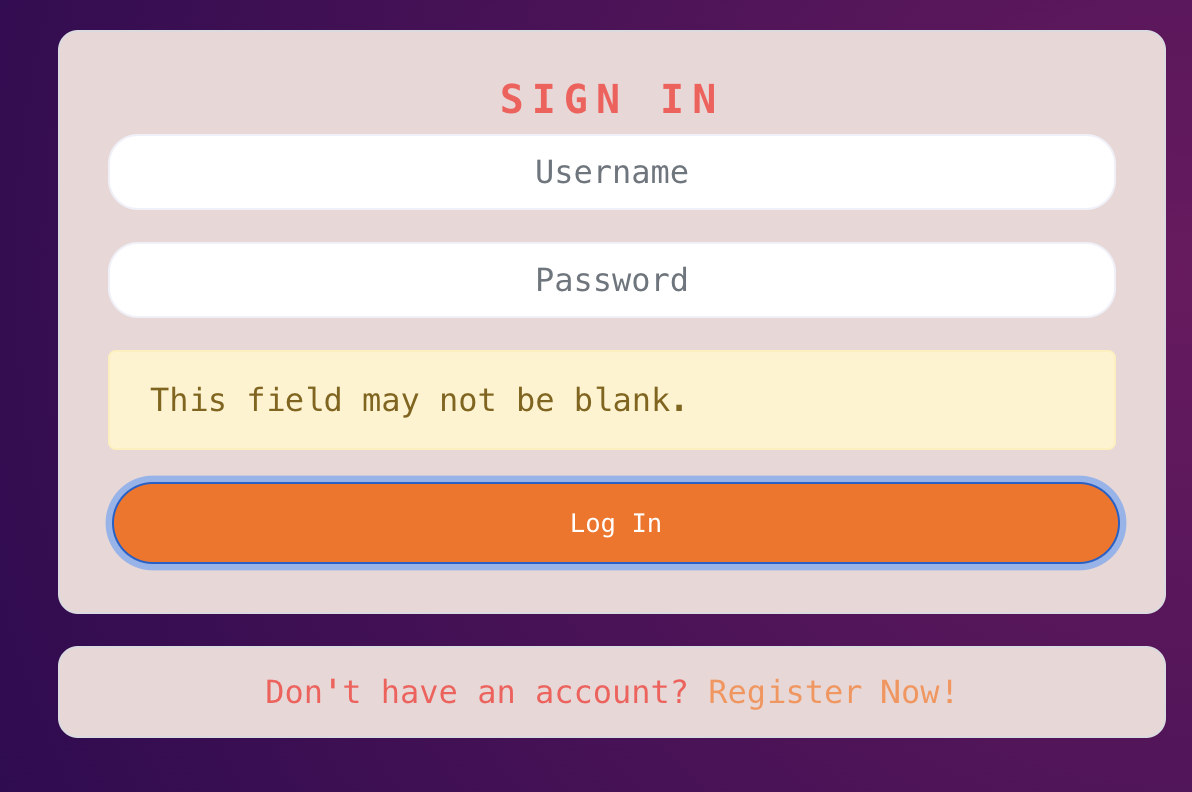 SIGN IN
Username
Password
This field may not be blank.
Log In
Don't have an account? Register Now!